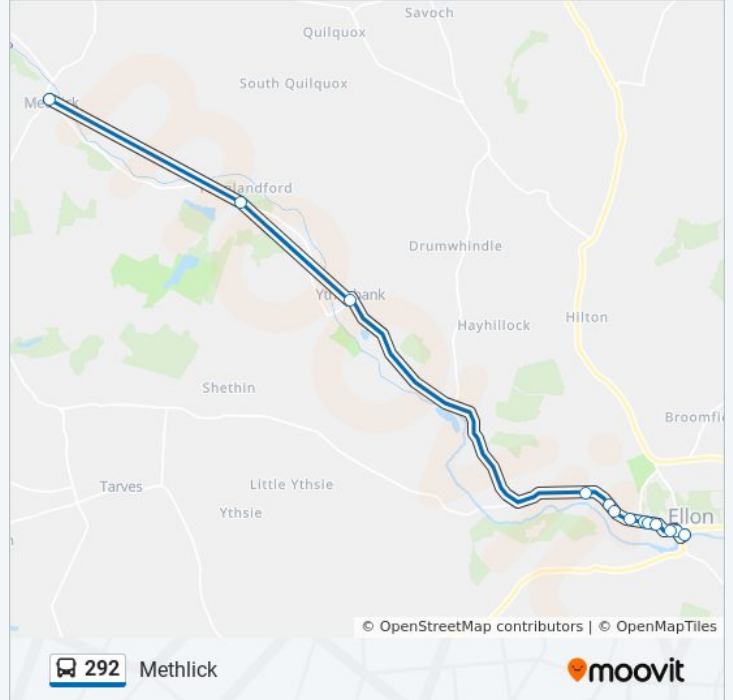 Savoch
Quilquox
South Quilquox
Drumwhindle
Hayhillock
Hilton
Shethin
Broomfie
Tarves
Little Ythsie
Ythsie
Ellon
© OpenStreetMap contributors | © OpenMapTiles
292 Methlick
moovit